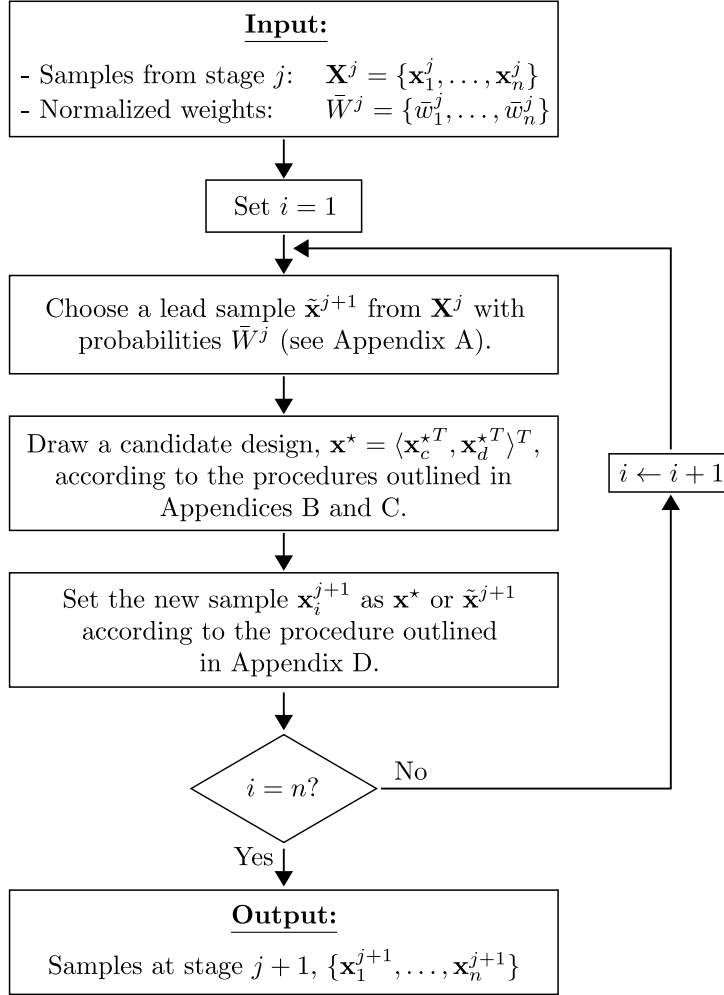 Input:
- Samples from stage j: 𝐗^j = {𝐱_1^j, …, 𝐱_n^j}
- Normalized weights: W̄^j = {w̄_1^j, …, w̄_n^j}
Set i = 1
Choose a lead sample 𝐱̃^{j+1} from 𝐗^j with
probabilities W̄^j (see Appendix A).
Draw a candidate design, 𝐱^⋆ = ⟨𝐱_c^{⋆T}, 𝐱_d^{⋆T}⟩^T,
according to the procedures outlined in
Appendices B and C.
i ← i + 1
Set the new sample 𝐱_i^{j+1} as 𝐱^⋆ or 𝐱̃^{j+1}
according to the procedure outlined
in Appendix D.
i = n?
No
Yes
Output:
Samples at stage j + 1, {𝐱_1^{j+1}, …, 𝐱_n^{j+1}}